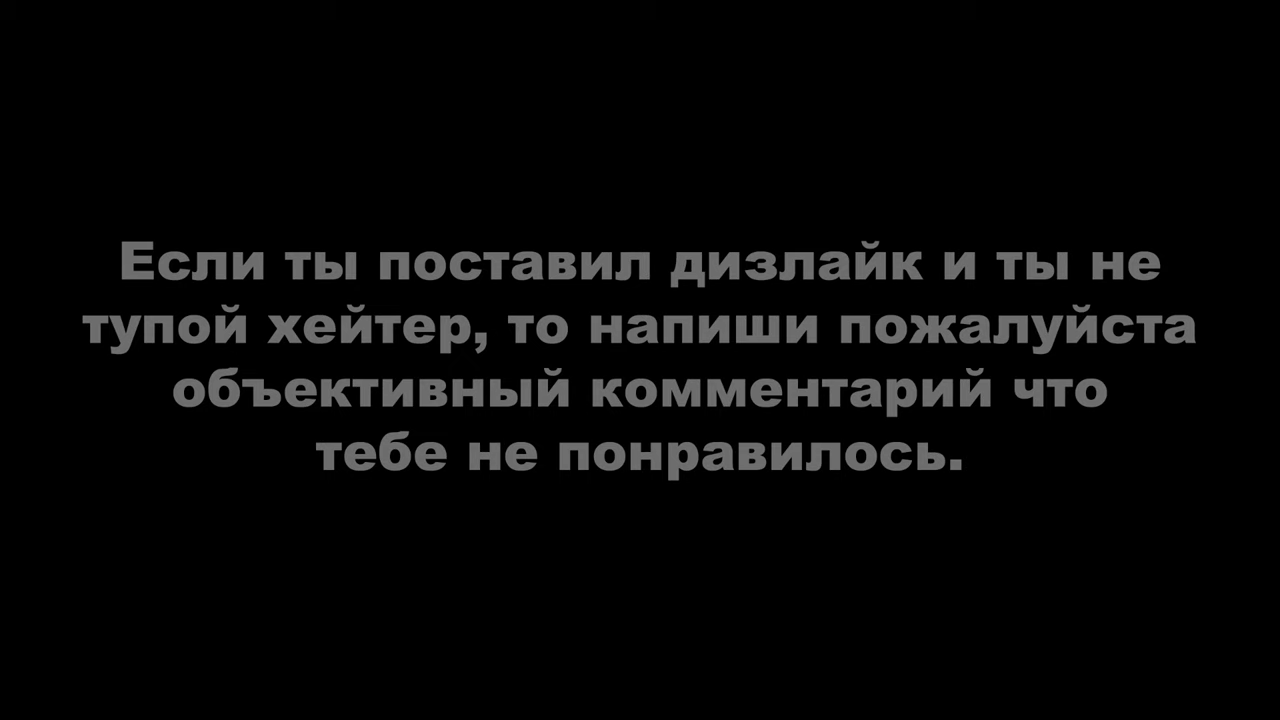 Если ты поставил дизлайк и ты не
тупой хейтер, то напиши пожалуйста
объективный комментарий что
тебе не понравилось.